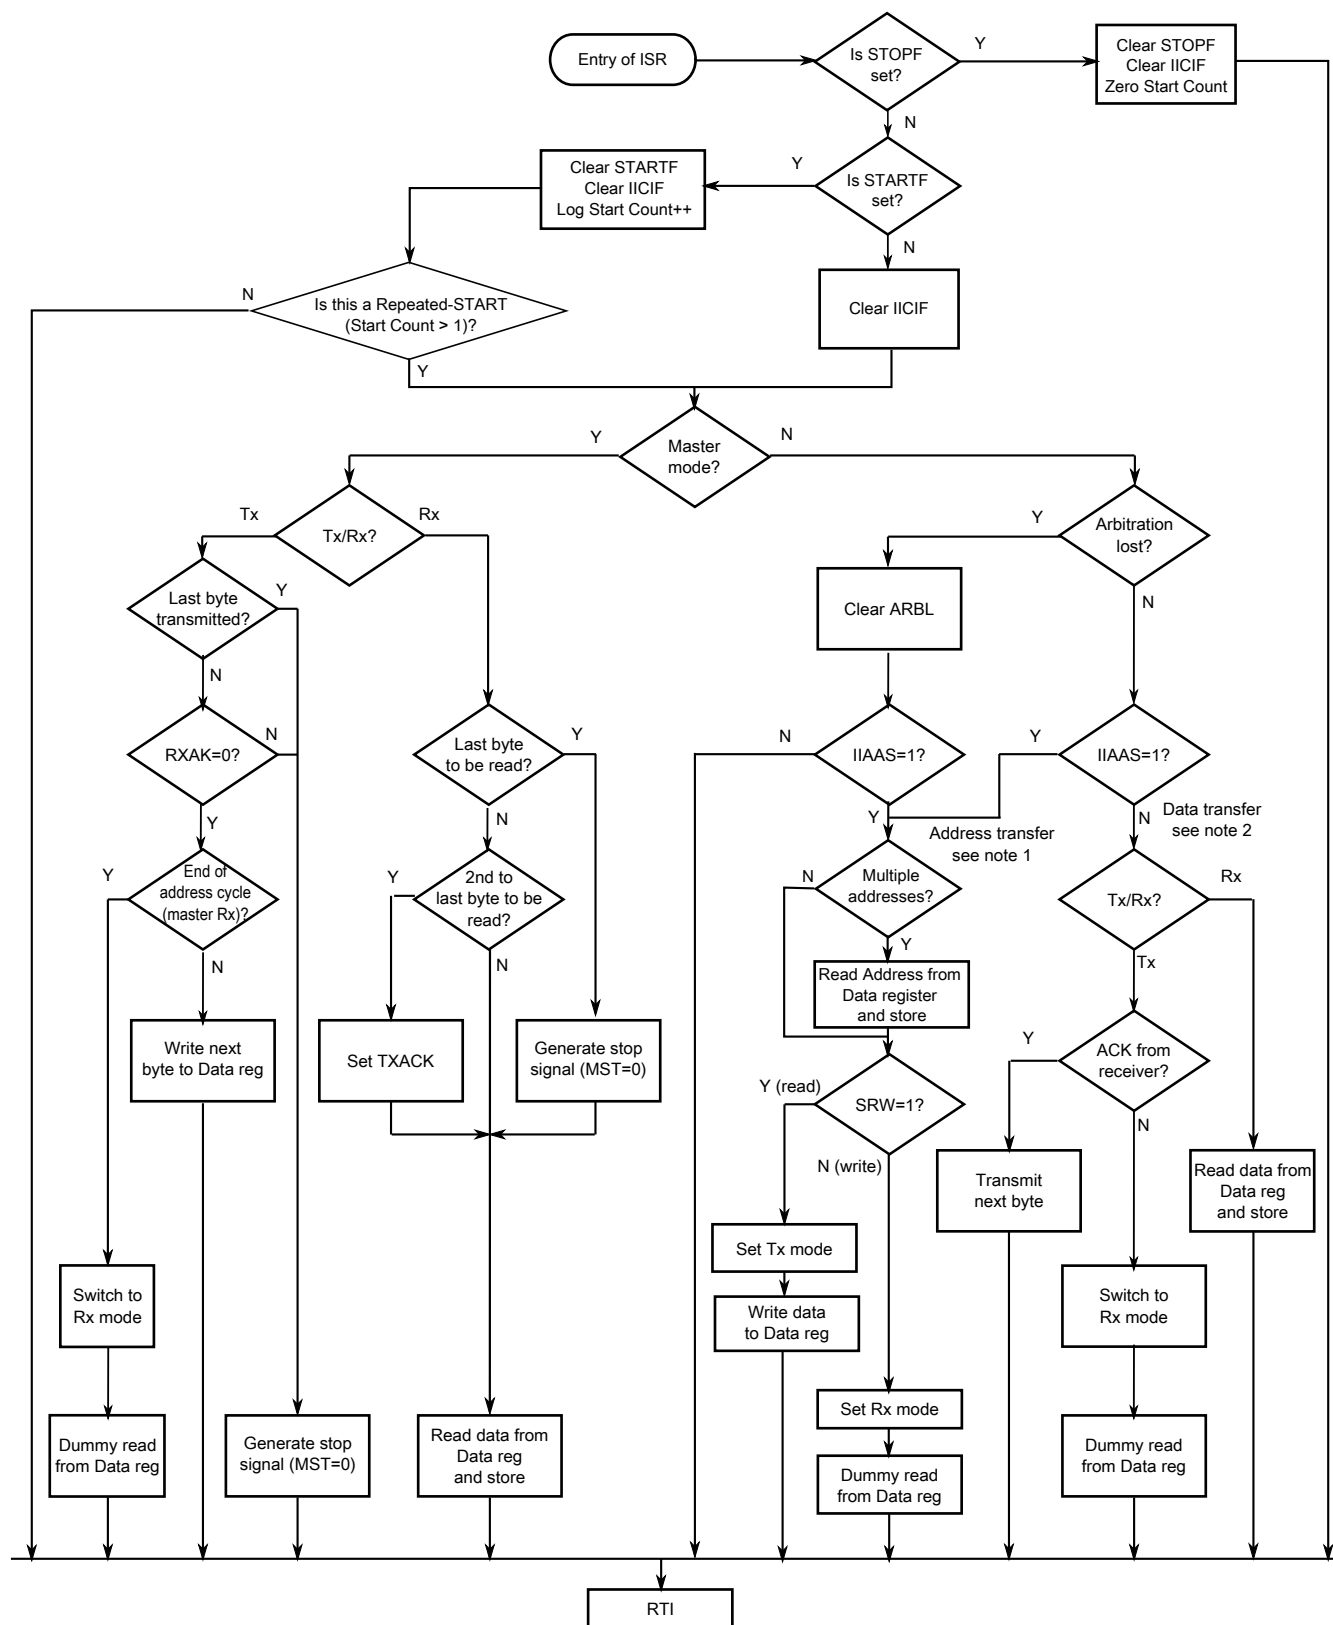 Entry of ISR
Is STOPF
set?
Y
Clear STOPF
Clear IICIF
Zero Start Count
N
Clear STARTF
Clear IICIF
Log Start Count++
Y
Is STARTF
set?
N
N
Is this a Repeated-START
(Start Count > 1)?
Clear IICIF
Y
Y
Master
mode?
N
Tx
Tx/Rx?
Rx
Y
Arbitration
lost?
Last byte
transmitted?
Y
Clear ARBL
N
N
RXAK=0?
N
Last byte
to be read?
Y
N
IIAAS=1?
Y
IIAAS=1?
Y
N
Y
Address transfer
see note 1
N
Data transfer
see note 2
Y
End of
address cycle
(master Rx)?
Y
2nd to
last byte to be
read?
N
Multiple
addresses?
Tx/Rx?
Rx
N
N
Y
Tx
Read Address from
Data register
and store
Write next
byte to Data reg
Set TXACK
Generate stop
signal (MST=0)
Y
ACK from
receiver?
Y (read)
SRW=1?
N
N (write)
Transmit
next byte
Read data from
Data reg
and store
Set Tx mode
Switch to
Rx mode
Write data
to Data reg
Switch to
Rx mode
Set Rx mode
Dummy read
from Data reg
Generate stop
signal (MST=0)
Read data from
Data reg
and store
Dummy read
from Data reg
Dummy read
from Data reg
RTI